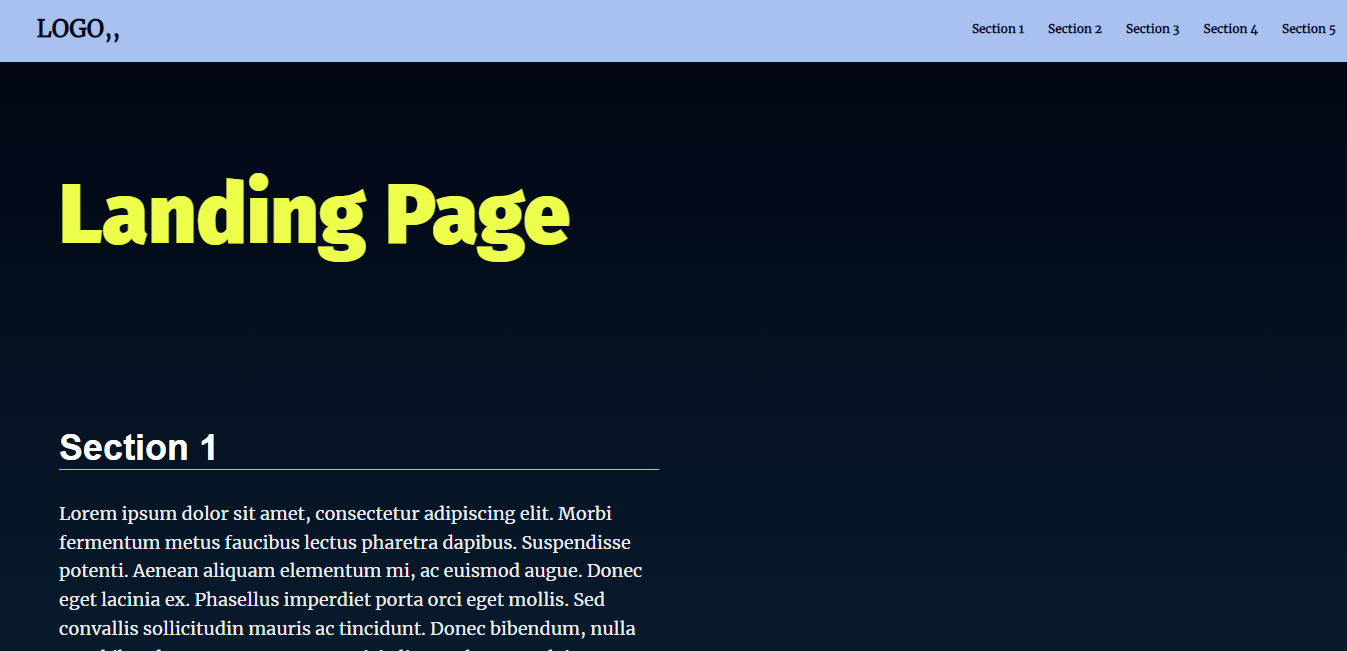 LOGO,,
Section 1 Section 2 Section 3 Section 4 Section 5
Landing Page
Section 1
Lorem ipsum dolor sit amet, consectetur adipiscing elit. Morbi
fermentum metus faucibus lectus pharetra dapibus. Suspendisse
potenti. Aenean aliquam elementum mi, ac euismod augue. Donec
eget lacinia ex. Phasellus imperdiet porta orci eget mollis. Sed
convallis sollicitudin mauris ac tincidunt. Donec bibendum, nulla